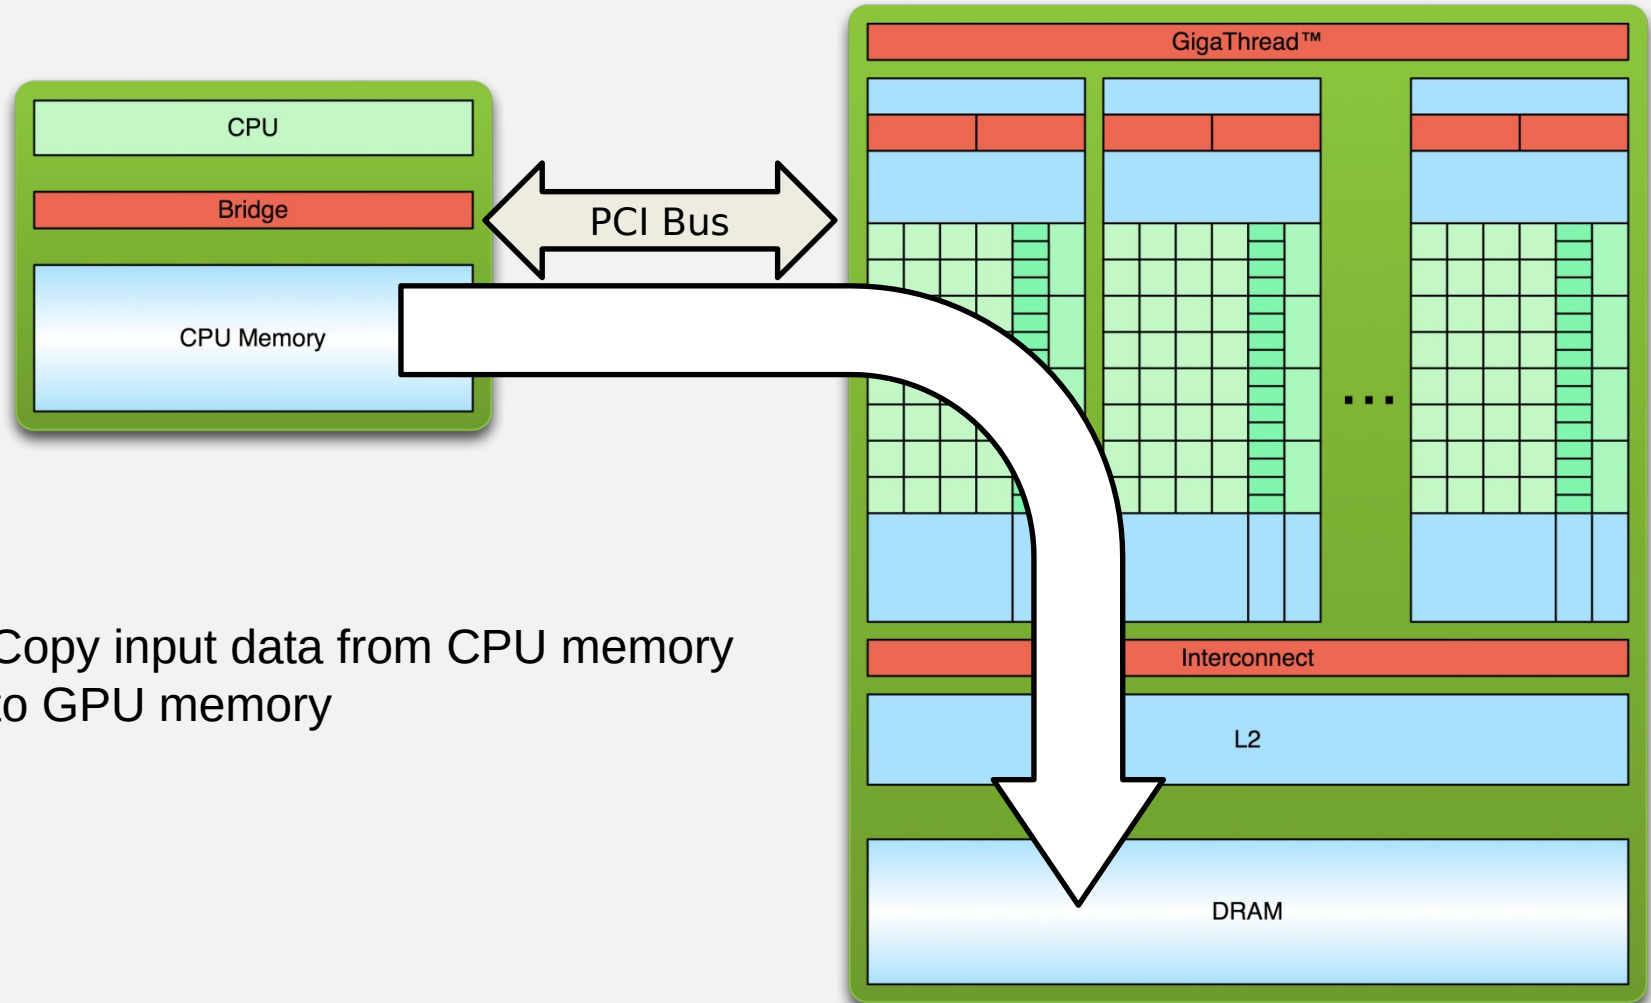 GigaThread™
CPU
Bridge
PCI Bus
CPU Memory
...
Copy input data from CPU memory
to GPU memory
Interconnect
L2
DRAM